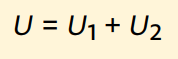 U = U₁ + U₂